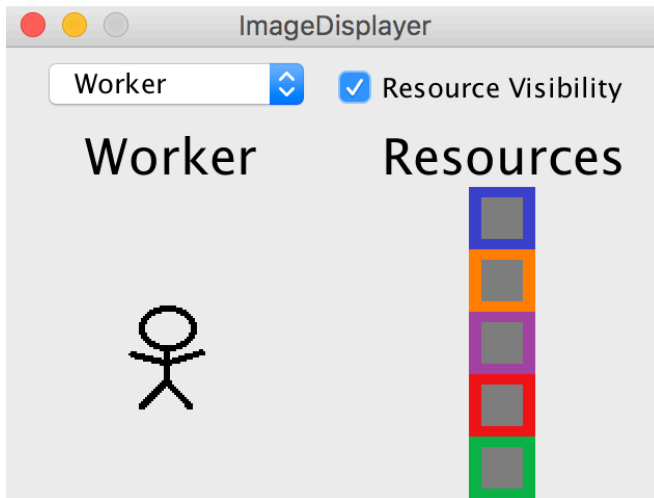 ImageDisplayer
Worker
Resource Visibility
Worker
Resources